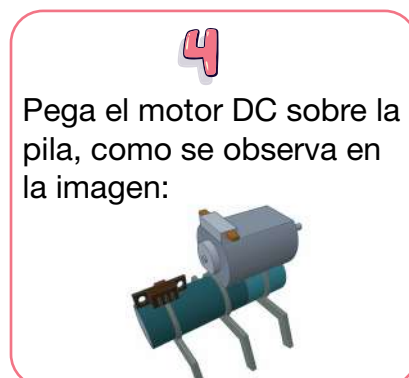 4
Pega el motor DC sobre la
pila, como se observa en
la imagen: